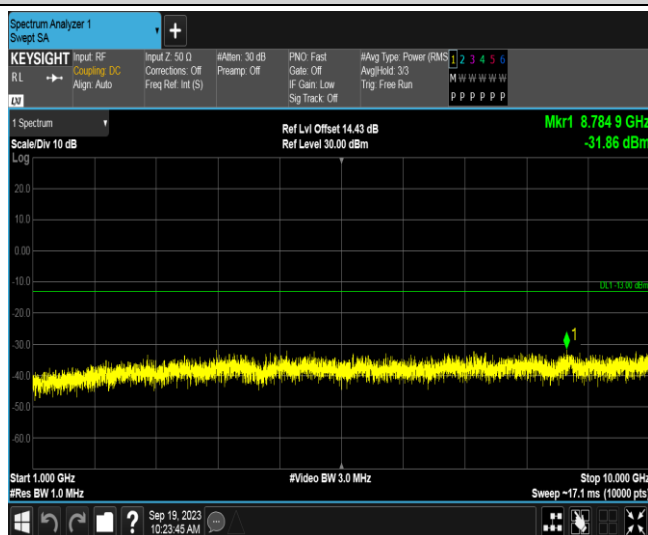 Spectrum Analyzer 1
Swept SA
+
KEYSIGHT
RL
LXI
Input: RF
Coupling: DC
Align: Auto
Input Z: 50 Ω
Corrections: Off
Freq Ref: Int (S)
#Atten: 30 dB
Preamp: Off
PNO: Fast
Gate: Off
IF Gain: Low
Sig Track: Off
#Avg Type: Power (RMS
Avg|Hold: 3/3
Trig: Free Run
1 2 3 4 5 6
M W W W W W
P P P P P P
1 Spectrum
Scale/Div 10 dB
Ref Lvl Offset 14.43 dB
Ref Level 30.00 dBm
Mkr1 8.784 9 GHz
-31.86 dBm
Log
20.0
10.0
0.00
-10.0
DL1 -13.00 dBm
-20.0
-30.0
1
-40.0
-50.0
-60.0
Start 1.000 GHz
#Video BW 3.0 MHz
Stop 10.000 GHz
#Res BW 1.0 MHz
Sweep ~17.1 ms (10000 pts)
?
Sep 19, 2023
10:23:45 AM